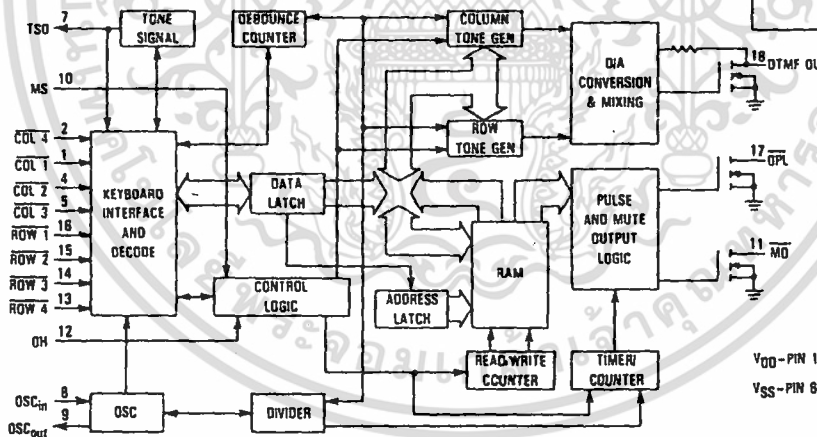 TSO 7
TONE SIGNAL
DEBOUNCE COUNTER
COLUMN TONE GEN
D/A CONVERSION & MIXING
18 DTMF OU
MS 10
COL 4 2
COL 1 1
COL 2 4
COL 3 5
ROW 1 16
ROW 2 15
ROW 3 14
ROW 4 13
OH 12
KEYBOARD INTERFACE AND DECODE
DATA LATCH
ROW TONE GEN
17 OPL
PULSE AND MUTE OUTPUT LOGIC
11 MO
CONTROL LOGIC
ADDRESS LATCH
RAM
READ/WRITE COUNTER
TIMER/ COUNTER
OSCin 8
OSCout 9
OSC
DIVIDER
VDD-PIN 1
VSS-PIN 6